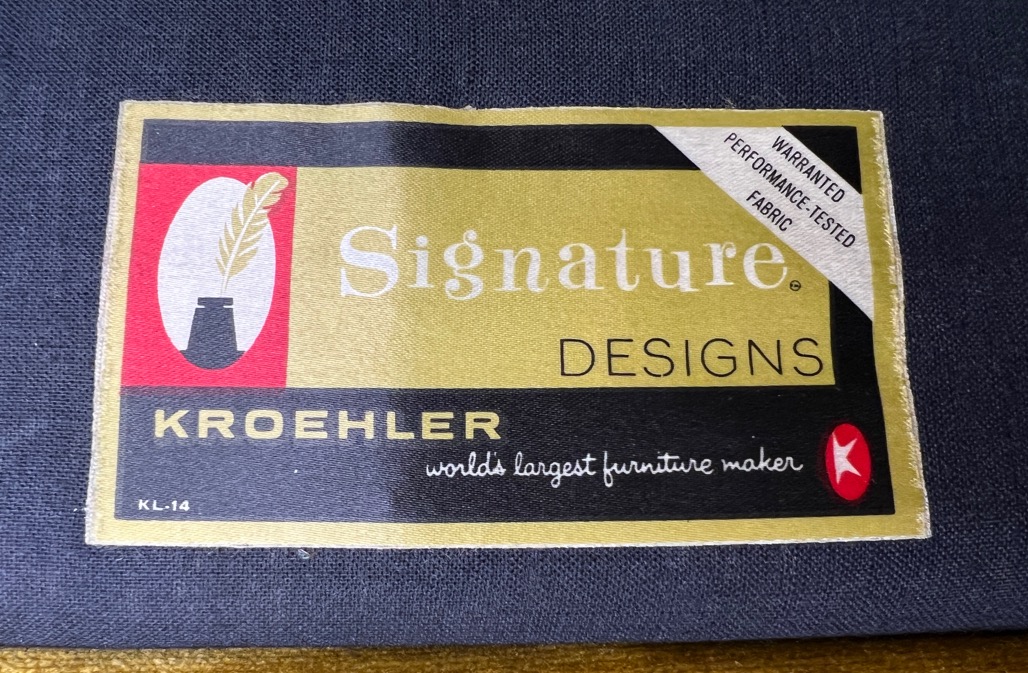 WARRANTED
PERFORMANCE-TESTED
FABRIC
Signature
DESIGNS
KROEHLER
world's largest furniture maker
K
KL-14